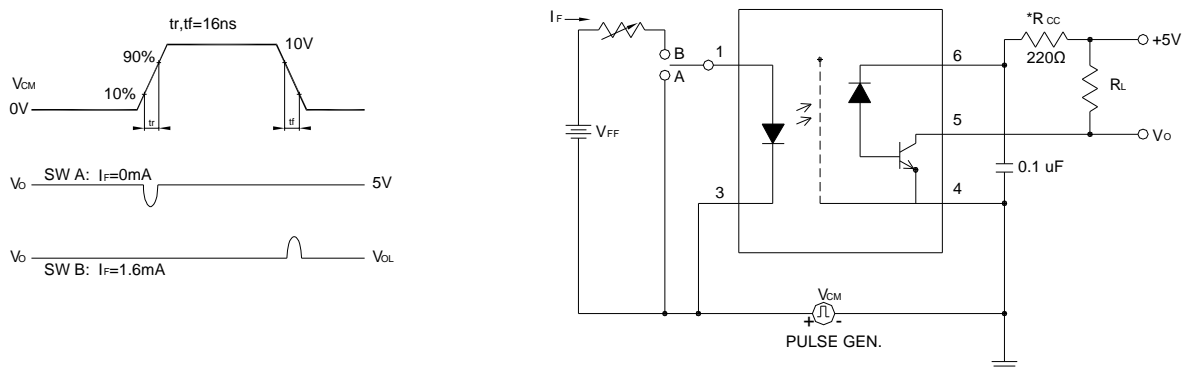 tr,tf=16ns
90%
10V
VCM
10%
0V
tr
tf
VO
SW A: IF=0mA
5V
VO
SW B: IF=1.6mA
VOL
IF
B
A
1
VFF
3
6
5
4
*RCC
220Ω
+5V
RL
VO
0.1 uF
VCM
+
-
PULSE GEN.